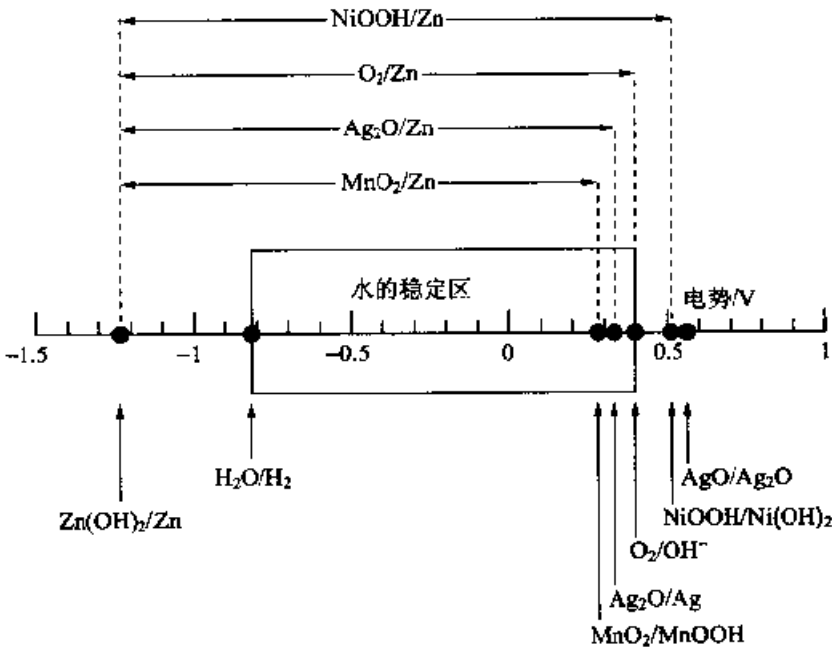 NiOOH/Zn
O₂/Zn
Ag₂O/Zn
MnO₂/Zn
水的稳定区
电势/V
−1.5 −1 −0.5 0 0.5 1
H₂O/H₂
AgO/Ag₂O
Zn(OH)₂/Zn
NiOOH/Ni(OH)₂
O₂/OH⁻
Ag₂O/Ag
MnO₂/MnOOH